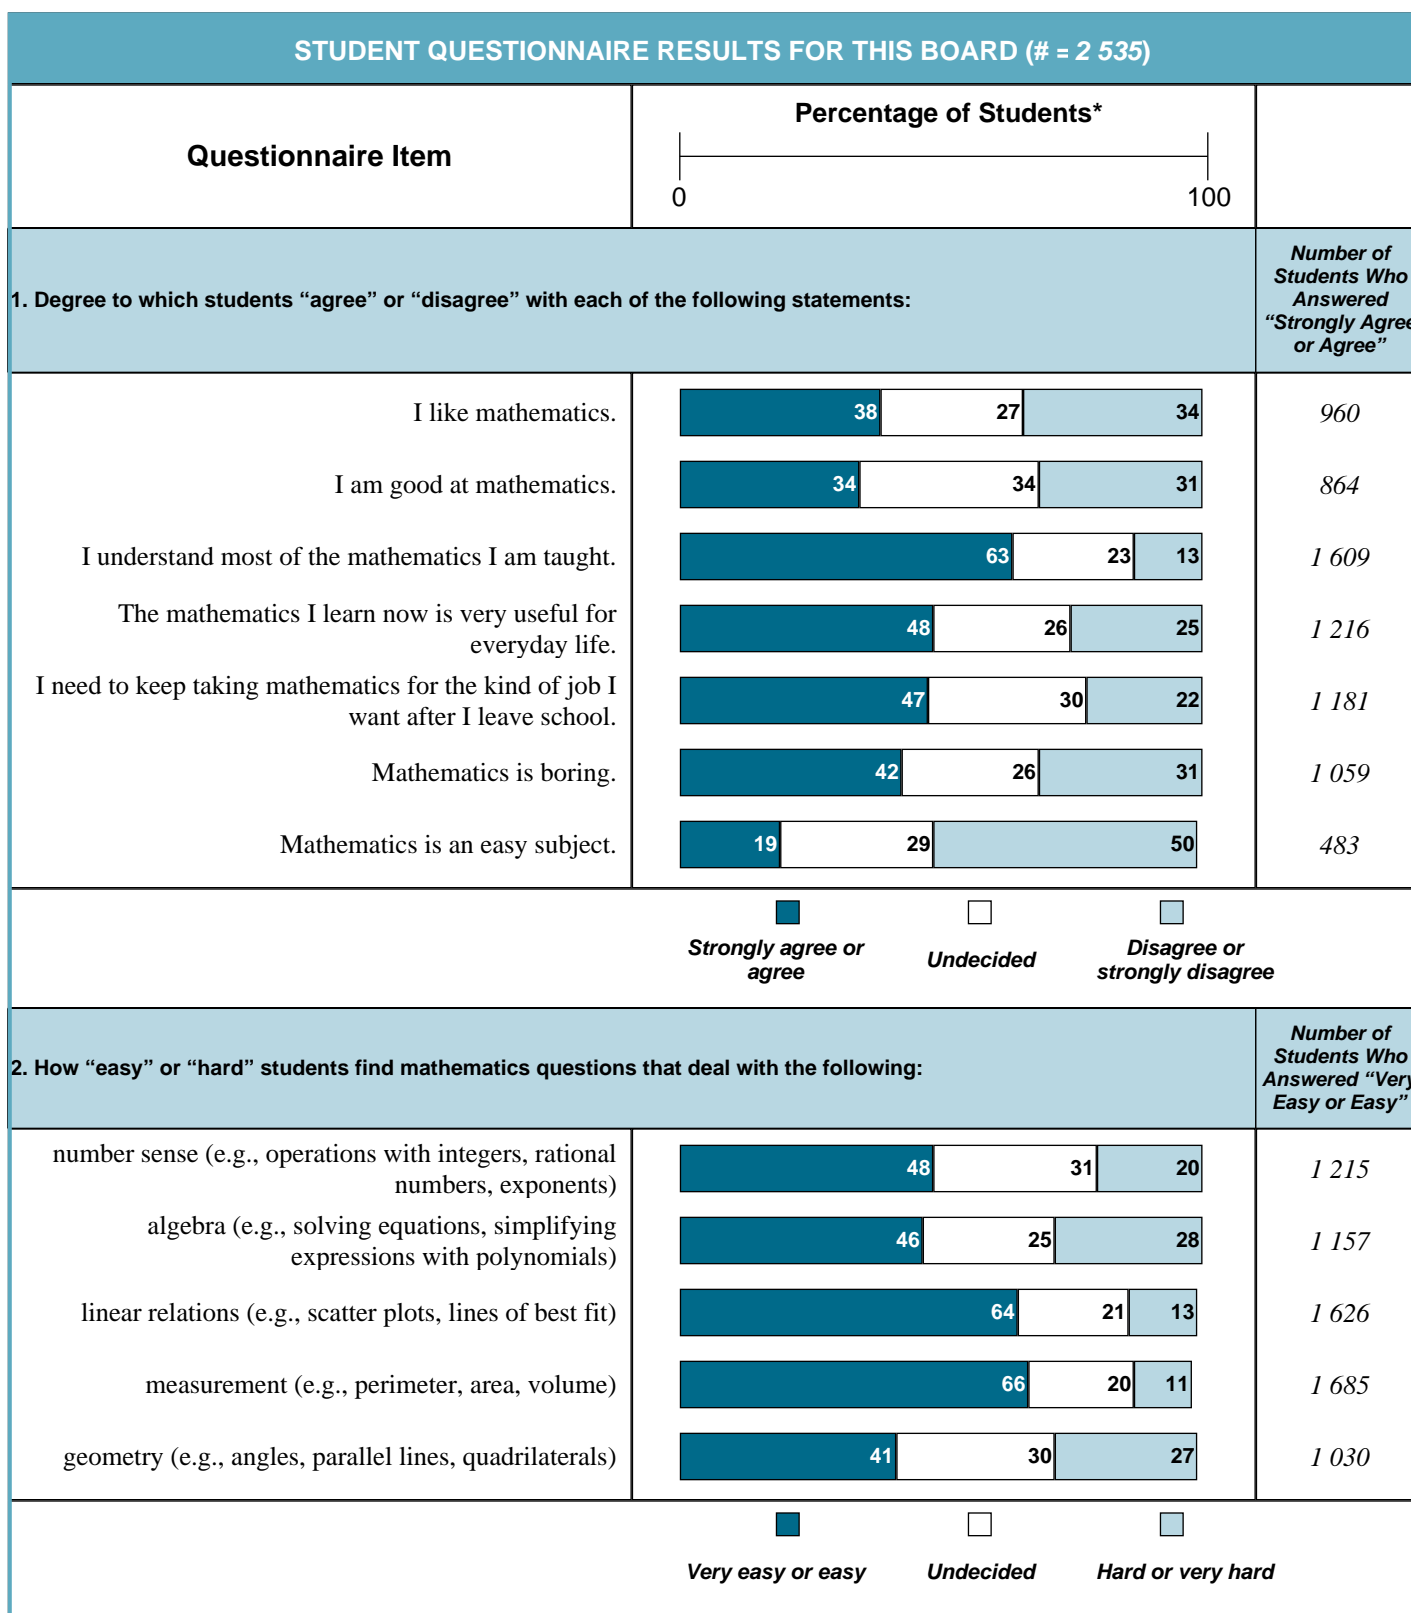 STUDENT QUESTIONNAIRE RESULTS FOR THIS BOARD (# = 2 535)
Questionnaire Item
Percentage of Students*
0 100
1. Degree to which students “agree” or “disagree” with each of the following statements:
Number of
Students Who
Answered
“Strongly Agree
or Agree”
I like mathematics. 38 27 34 960
I am good at mathematics. 34 34 31 864
I understand most of the mathematics I am taught. 63 23 13 1 609
The mathematics I learn now is very useful for
everyday life. 48 26 25 1 216
I need to keep taking mathematics for the kind of job I
want after I leave school. 47 30 22 1 181
Mathematics is boring. 42 26 31 1 059
Mathematics is an easy subject. 19 29 50 483
Strongly agree or
agree
Undecided
Disagree or
strongly disagree
2. How “easy” or “hard” students find mathematics questions that deal with the following:
Number of
Students Who
Answered “Very
Easy or Easy”
number sense (e.g., operations with integers, rational
numbers, exponents) 48 31 20 1 215
algebra (e.g., solving equations, simplifying
expressions with polynomials) 46 25 28 1 157
linear relations (e.g., scatter plots, lines of best fit) 64 21 13 1 626
measurement (e.g., perimeter, area, volume) 66 20 11 1 685
geometry (e.g., angles, parallel lines, quadrilaterals) 41 30 27 1 030
Very easy or easy Undecided Hard or very hard